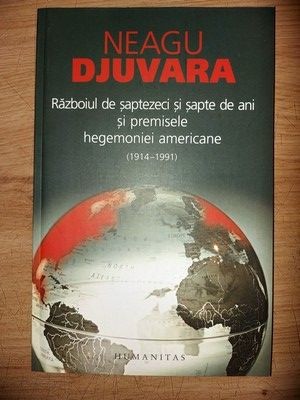 NEAGU
DJUVARA
Războiul de șaptezeci și șapte de ani
și premisele
hegemoniei americane
(1914–1991)
HUMANITAS